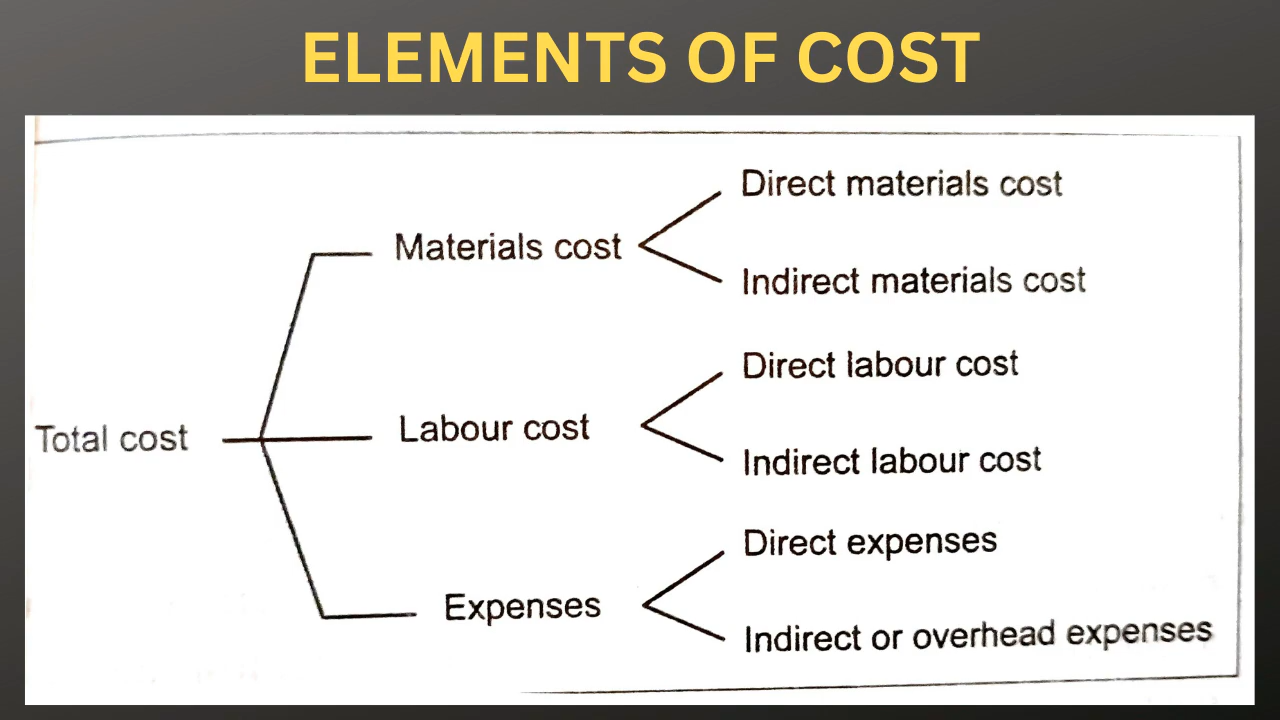 ELEMENTS OF COST
Total cost
Materials cost
Direct materials cost
Indirect materials cost
Labour cost
Direct labour cost
Indirect labour cost
Expenses
Direct expenses
Indirect or overhead expenses